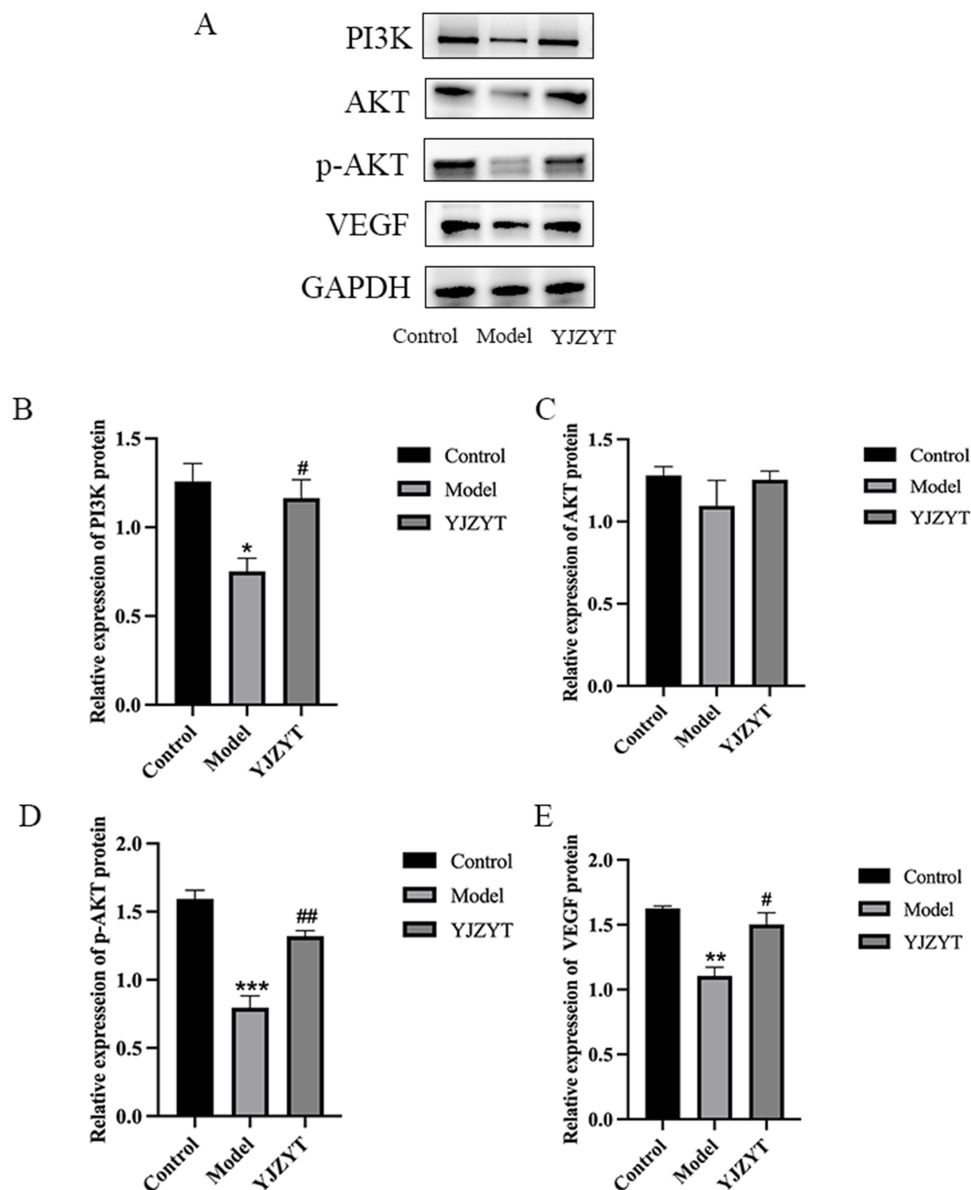 A
PI3K
AKT
p-AKT
VEGF
GAPDH
Control Model YJZYT
B
Relative expresseion of PI3K protein
1.5
1.0
0.5
0.0
*
#
Control
Model
YJZYT
Control
Model
YJZYT
C
Relative expresseion of AKT protein
1.5
1.0
0.5
0.0
Control
Model
YJZYT
Control
Model
YJZYT
D
Relative expresseion of p-AKT protein
2.0
1.5
1.0
0.5
0.0
***
##
Control
Model
YJZYT
Control
Model
YJZYT
E
Relative expresseion of VEGF protein
2.0
1.5
1.0
0.5
0.0
**
#
Control
Model
YJZYT
Control
Model
YJZYT